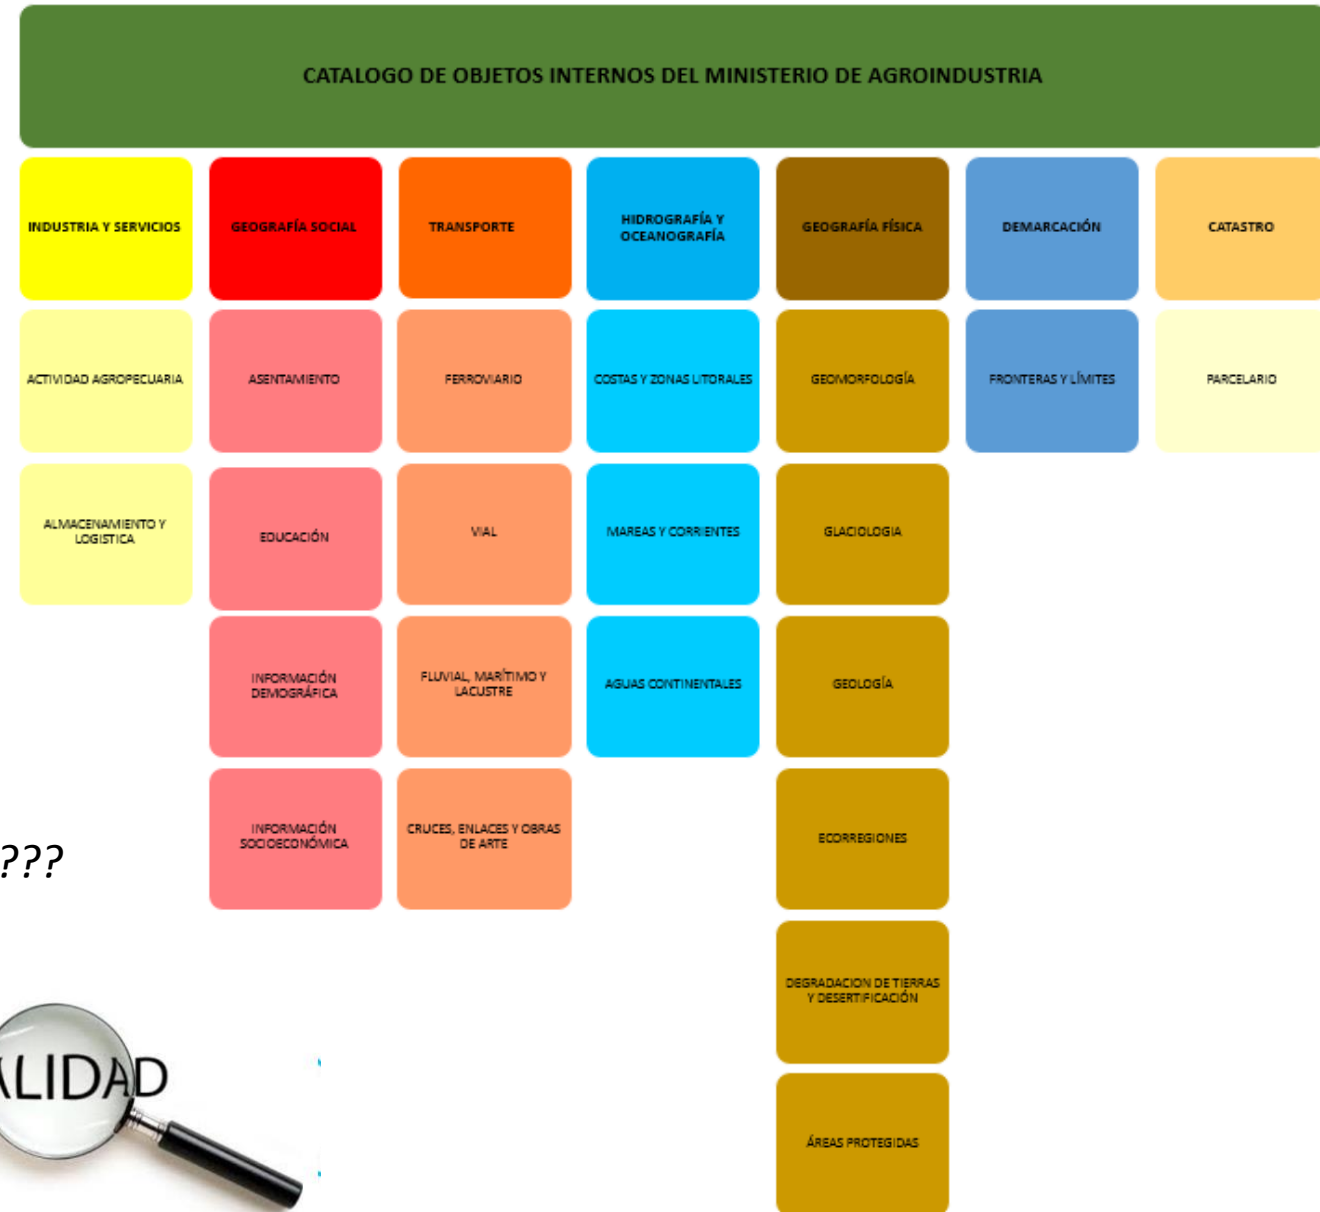 CATALOGO DE OBJETOS INTERNOS DEL MINISTERIO DE AGROINDUSTRIA
INDUSTRIA Y SERVICIOS
GEOGRAFÍA SOCIAL
TRANSPORTE
HIDROGRAFÍA Y
OCEANOGRAFÍA
GEOGRAFÍA FÍSICA
DEMARCACIÓN
CATASTRO
ACTIVIDAD AGROPECUARIA
ASENTAMIENTO
FERROVIARIO
COSTAS Y ZONAS LITORALES
GEOMORFOLOGÍA
FRONTERAS Y LÍMITES
PARCELARIO
ALMACENAMIENTO Y
LOGISTICA
EDUCACIÓN
VIAL
MAREAS Y CORRIENTES
GLACIOLOGIA
INFORMACIÓN
DEMOGRÁFICA
FLUVIAL, MARÍTIMO Y
LACUSTRE
AGUAS CONTINENTALES
GEOLOGÍA
INFORMACIÓN
SOCIOECONÓMICA
CRUCES, ENLACES Y OBRAS
DE ARTE
ECORREGIONES
???
DEGRADACION DE TIERRAS
Y DESERTIFICACIÓN
ALIDAD
ÁREAS PROTEGIDAS